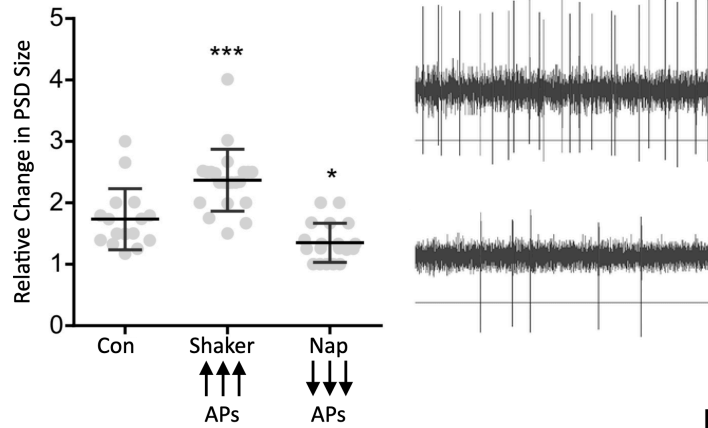 Relative Change in PSD Size
5
4
3
2
1
0
***
*
Con
Shaker
Nap
APs
APs